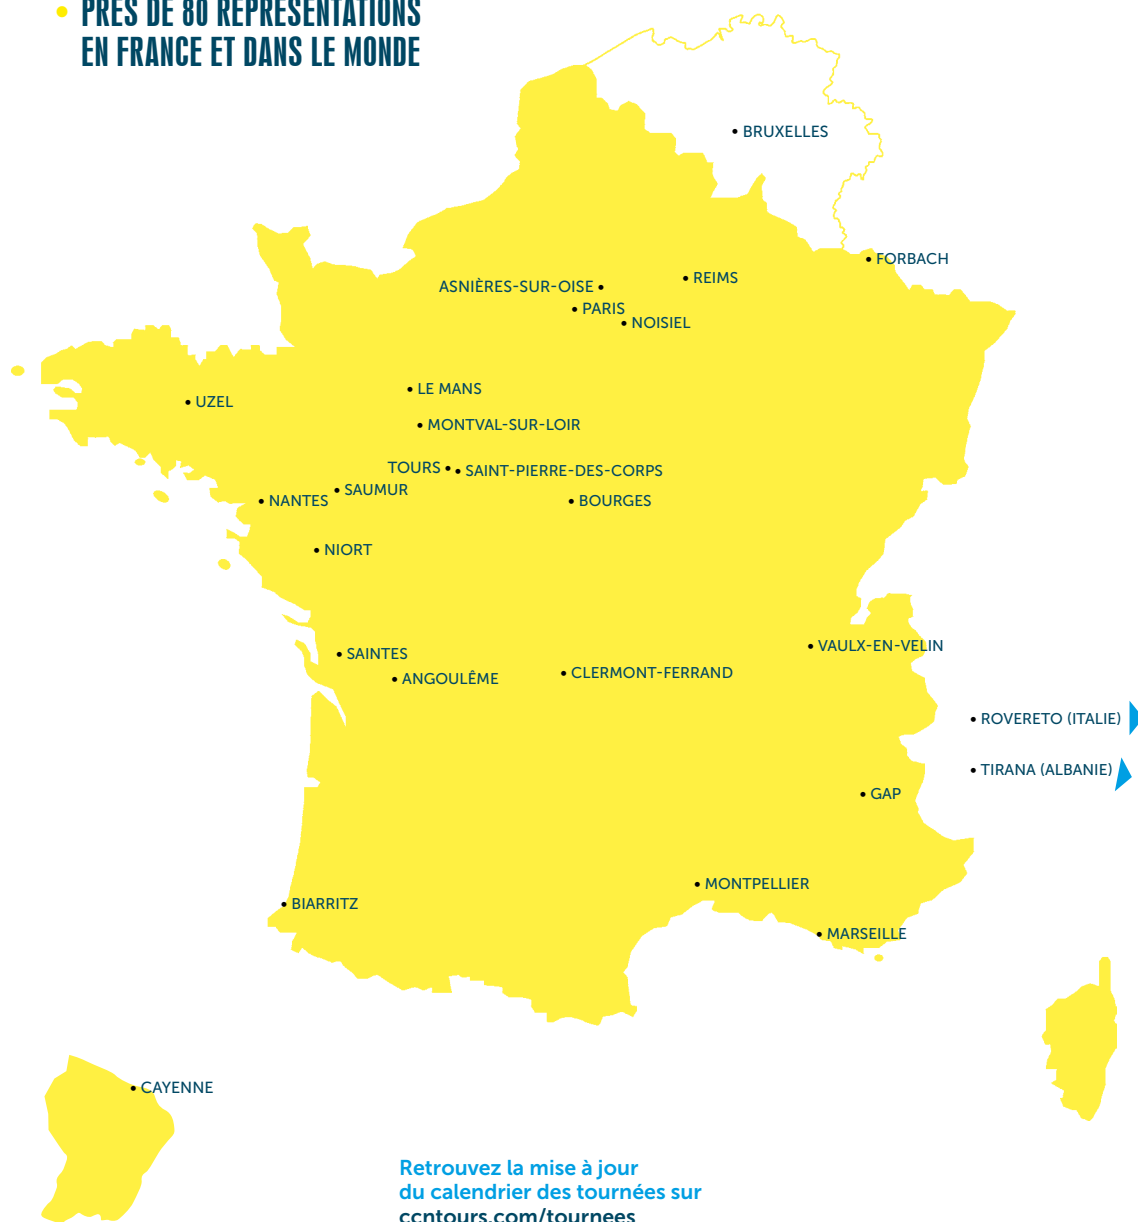 • PRÈS DE 80 REPRÉSENTATIONS
EN FRANCE ET DANS LE MONDE
• BRUXELLES
• FORBACH
• REIMS
ASNIÈRES-SUR-OISE •
• PARIS
• NOISIEL
• LE MANS
• UZEL
• MONTVAL-SUR-LOIR
TOURS •
• SAINT-PIERRE-DES-CORPS
• SAUMUR
• NANTES
• BOURGES
• NIORT
• VAULX-EN-VELIN
• SAINTES
• CLERMONT-FERRAND
• ANGOULÊME
• ROVERETO (ITALIE)
• TIRANA (ALBANIE)
• GAP
• MONTPELLIER
• BIARRITZ
• MARSEILLE
• CAYENNE
Retrouvez la mise à jour
du calendrier des tournées sur
ccntours.com/tournees